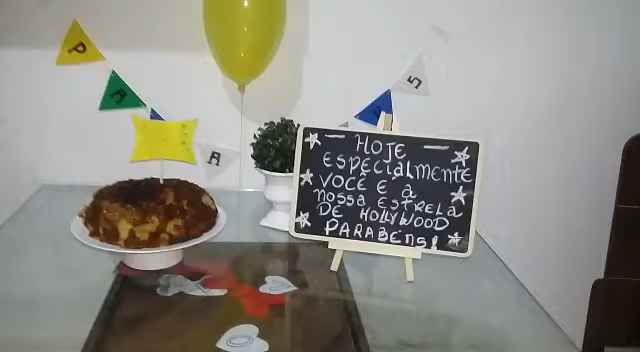 P
A
A
S
HOJE
ESPECIALMENTE
VOCÊ É A
NOSSA ESTRELA
DE HOLLYWOOD
PARABÉNS!